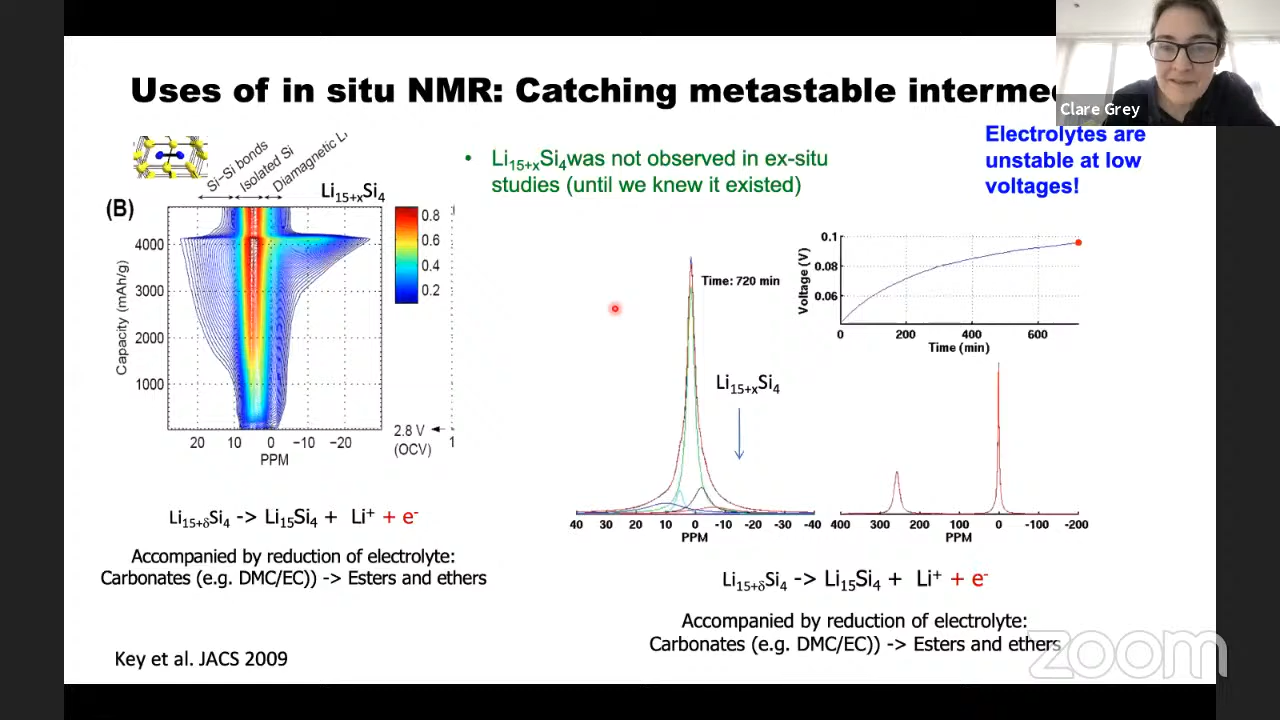 Uses of in situ NMR: Catching metastable interme
Clare Grey
Electrolytes are
unstable at low
voltages!
• Li15+xSi4was not observed in ex-situ
studies (until we knew it existed)
Si–Si bonds
Isolated Si
Diamagnetic Li
Li15+xSi4
(B)
4000
3000
2000
1000
Capacity (mAh/g)
20 10 0 −10 −20
PPM
0.8
0.6
0.4
0.2
2.8 V
(OCV)
1
Time: 720 min
Li15+xSi4
40 30 20 10 0 -10 -20 -30 -40
PPM
0.1
0.08
0.06
Voltage (V)
0 200 400 600
Time (min)
400 300 200 100 0 -100 -200
PPM
Li15+δSi4 -> Li15Si4 + Li+ + e-
Accompanied by reduction of electrolyte:
Carbonates (e.g. DMC/EC)) -> Esters and ethers
Li15+δSi4 -> Li15Si4 + Li+ + e-
Accompanied by reduction of electrolyte:
Carbonates (e.g. DMC/EC)) -> Esters and ethers
Key et al. JACS 2009
zoom